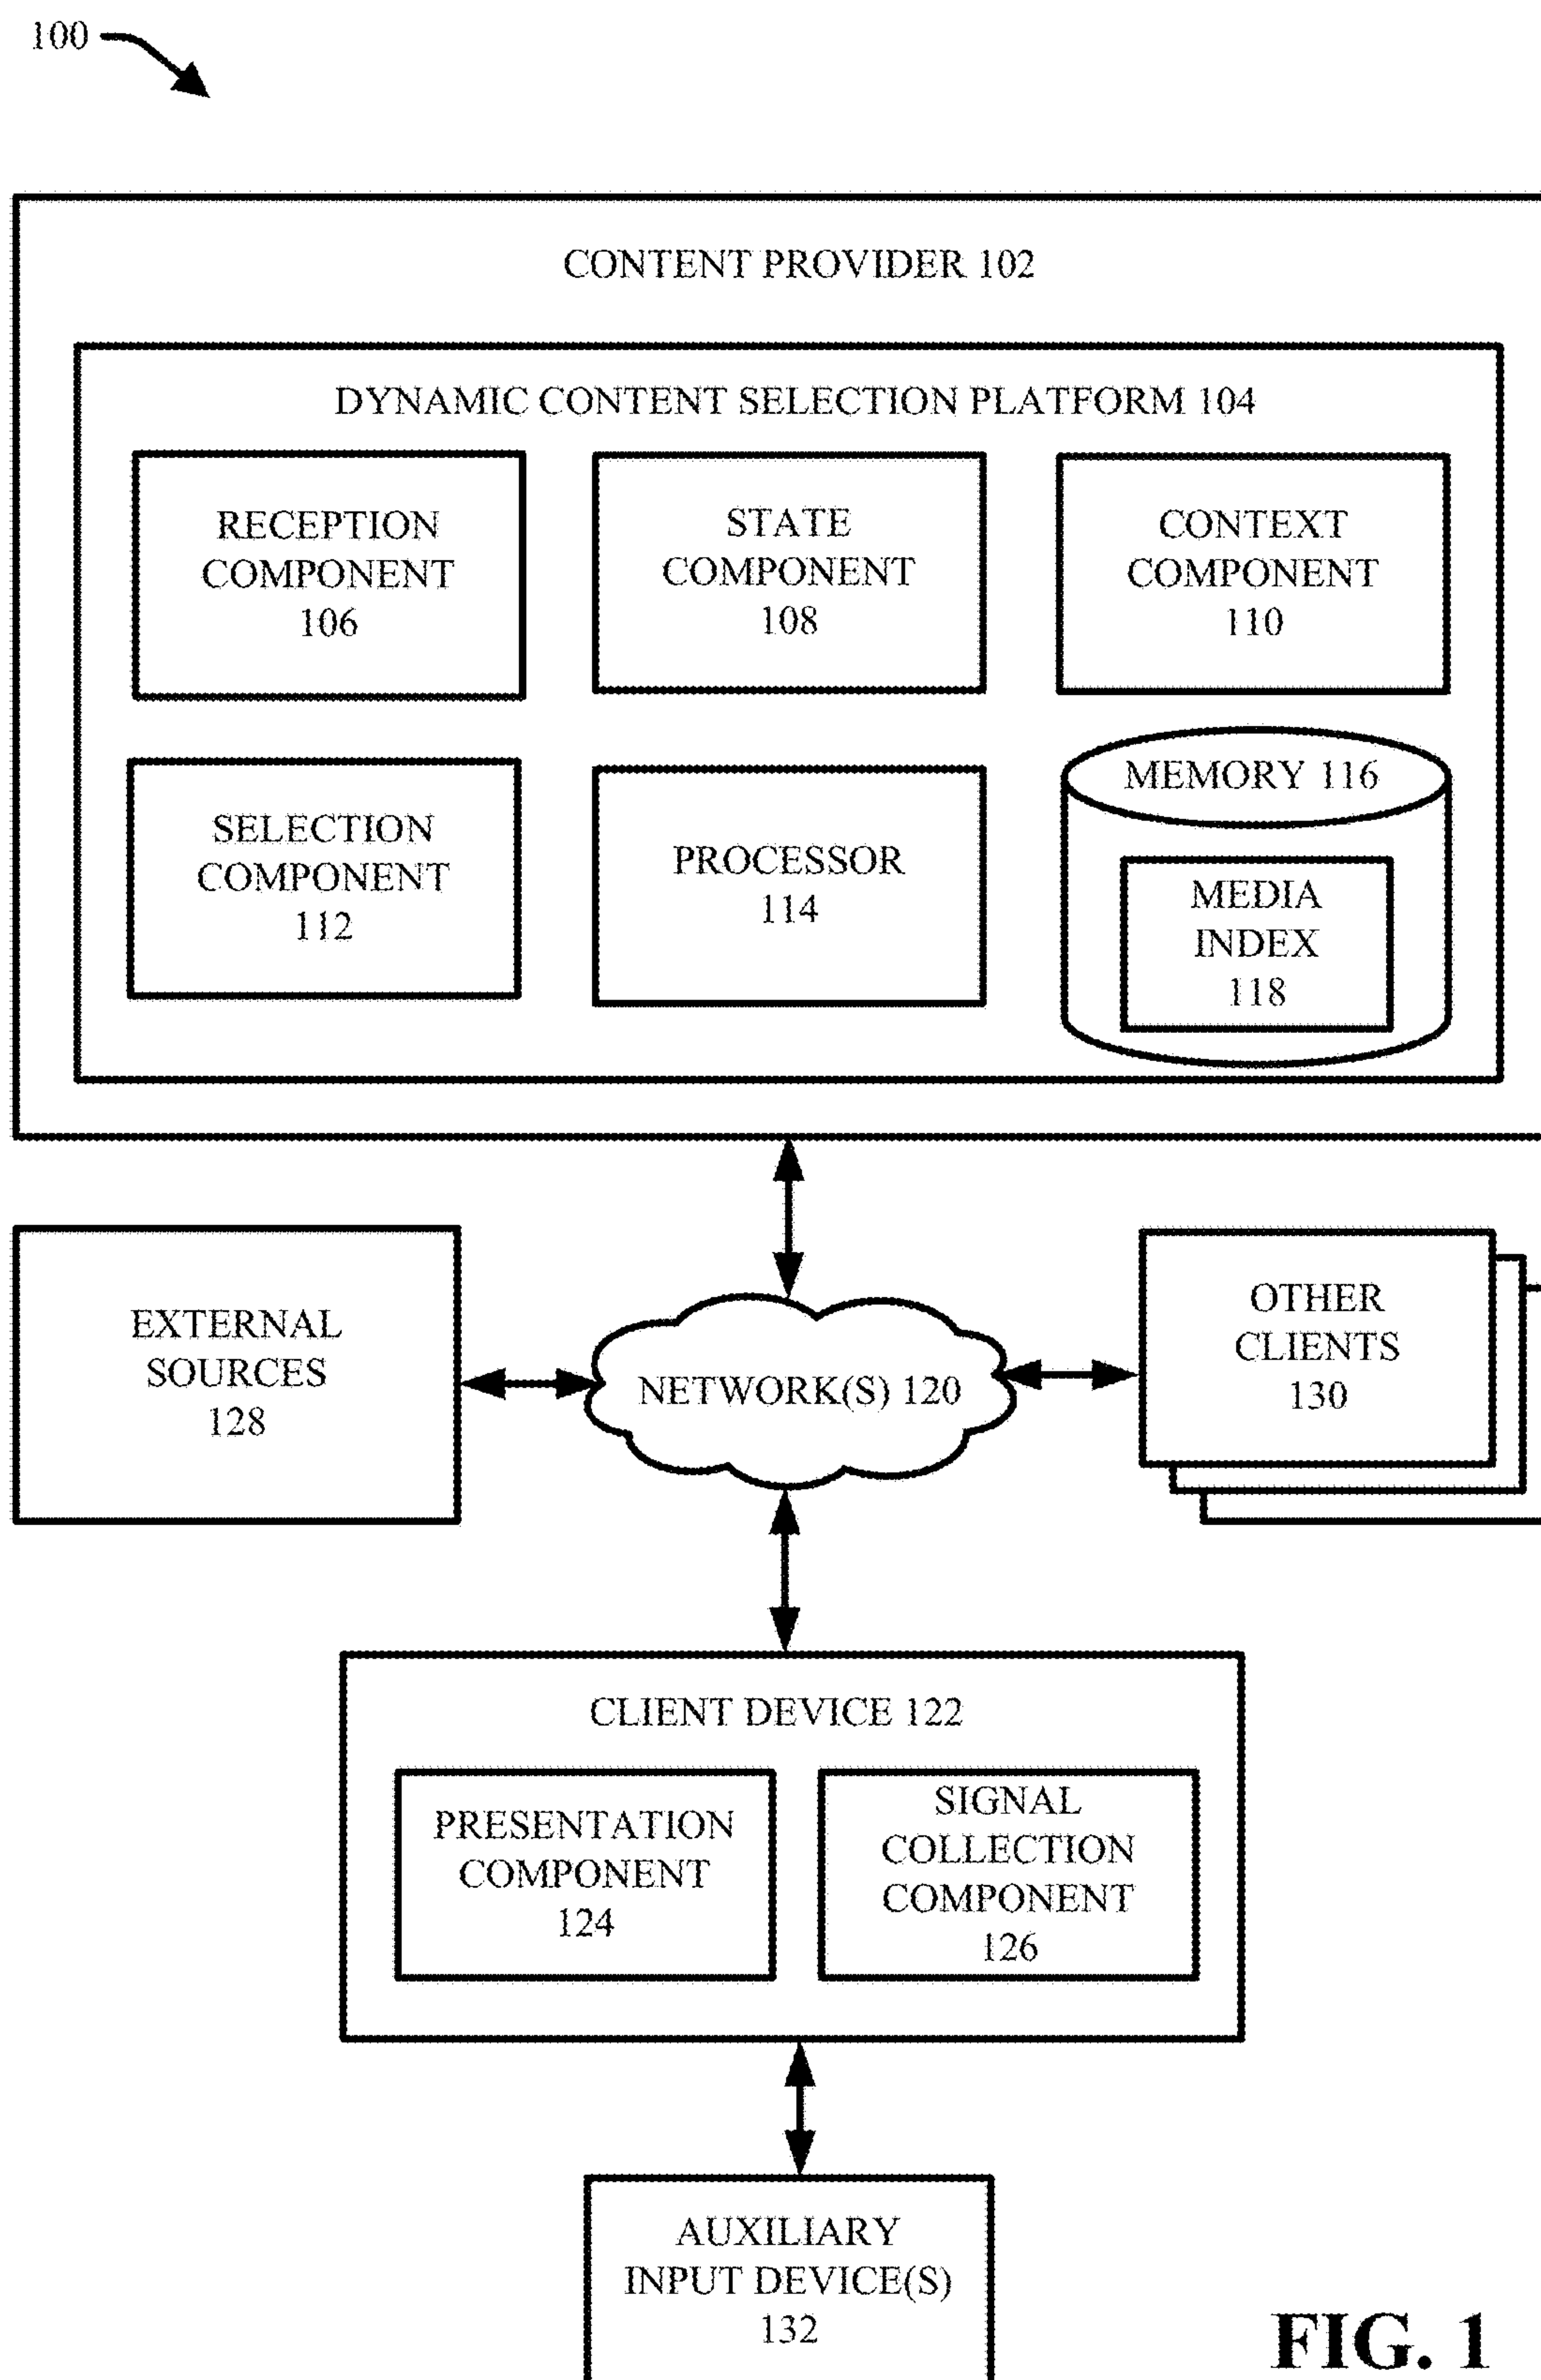 100
CONTENT PROVIDER 102
DYNAMIC CONTENT SELECTION PLATFORM 104
RECEPTION
COMPONENT
106
STATE
COMPONENT
108
CONTEXT
COMPONENT
110
SELECTION
COMPONENT
112
PROCESSOR
114
MEMORY 116
MEDIA
INDEX
118
EXTERNAL
SOURCES
128
NETWORK(S) 120
OTHER
CLIENTS
130
CLIENT DEVICE 122
PRESENTATION
COMPONENT
124
SIGNAL
COLLECTION
COMPONENT
126
AUXILIARY
INPUT DEVICE(S)
132
FIG. 1